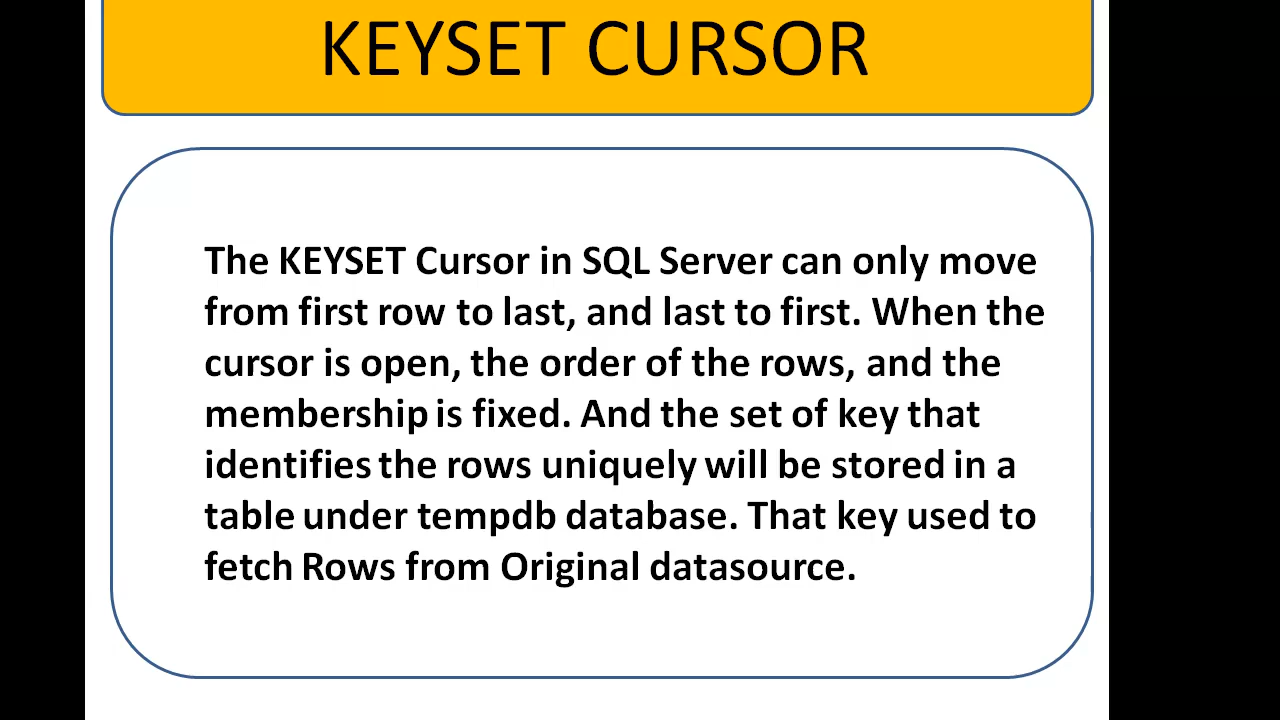 KEYSET CURSOR
The KEYSET Cursor in SQL Server can only move
from first row to last, and last to first. When the
cursor is open, the order of the rows, and the
membership is fixed. And the set of key that
identifies the rows uniquely will be stored in a
table under tempdb database. That key used to
fetch Rows from Original datasource.